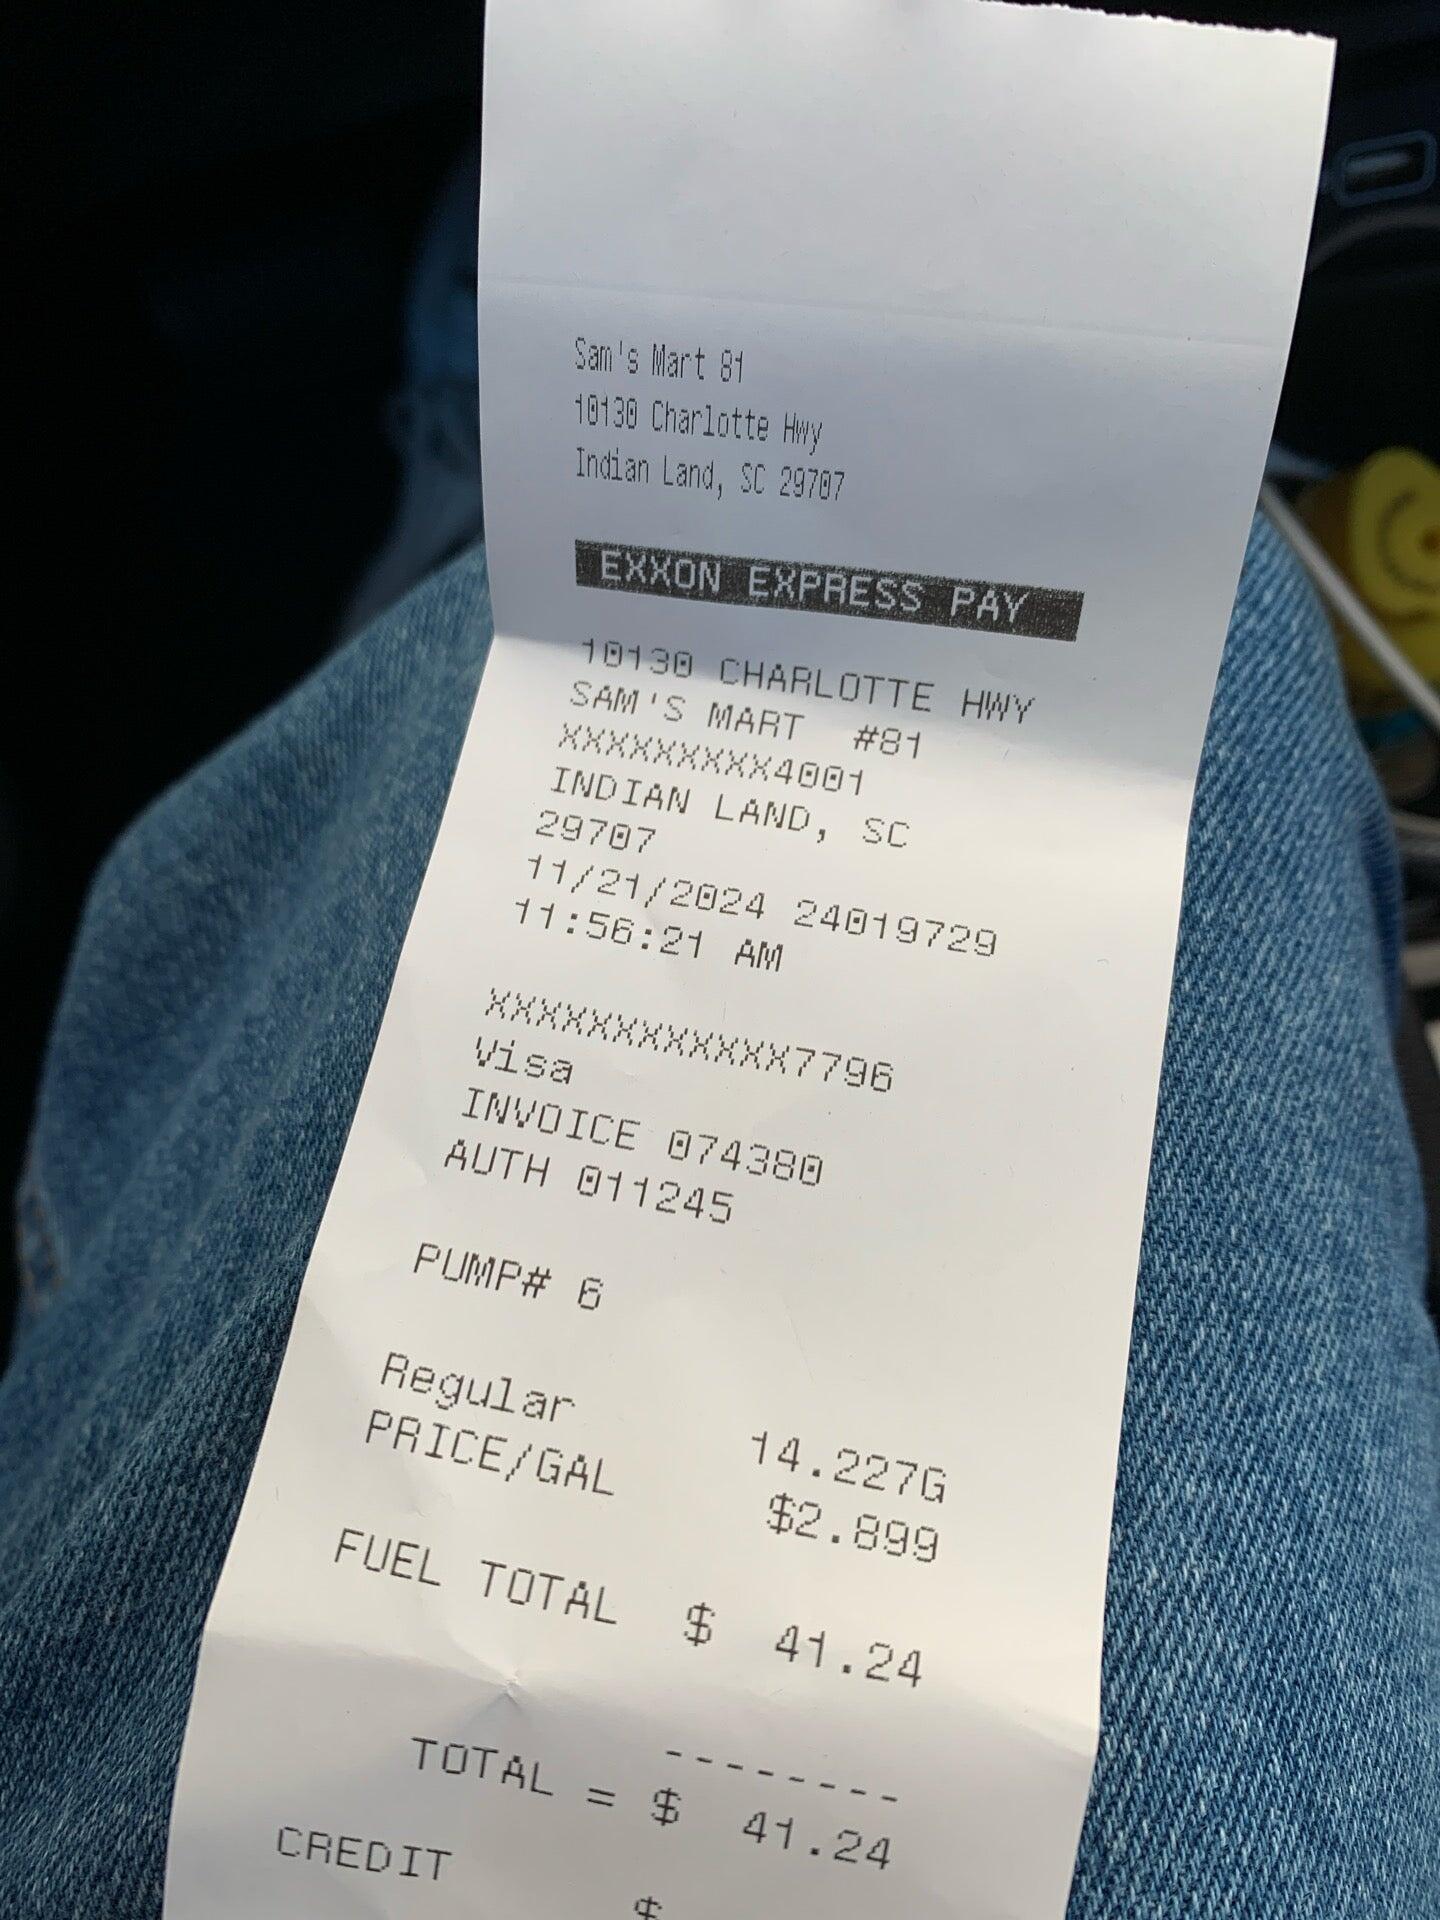 Sam's Mart 81
10130 Charlotte Hwy
Indian Land, SC 29707
EXXON EXPRESS PAY
10130 CHARLOTTE HWY
SAM'S MART #81
XXXXXXXXX4001
INDIAN LAND, SC
29707
11/21/2024 24019729
11:56:21 AM
XXXXXXXXXXXX7796
Visa
INVOICE 074380
AUTH 011245
PUMP# 6
Regular 14.227G
PRICE/GAL $2.899
FUEL TOTAL $ 41.24
--------
TOTAL = $ 41.24
CREDIT $